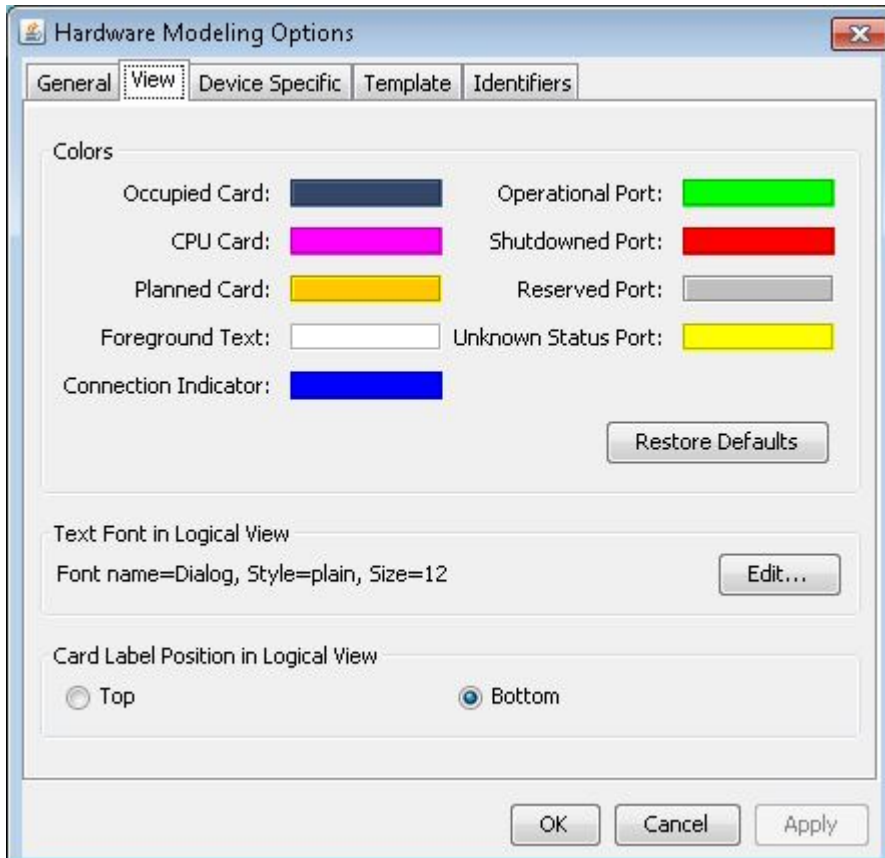 Hardware Modeling Options
General View Device Specific Template Identifiers
Colors
Occupied Card: Operational Port:
CPU Card: Shutdowned Port:
Planned Card: Reserved Port:
Foreground Text: Unknown Status Port:
Connection Indicator:
Restore Defaults
Text Font in Logical View
Font name=Dialog, Style=plain, Size=12 Edit...
Card Label Position in Logical View
Top Bottom
OK Cancel Apply